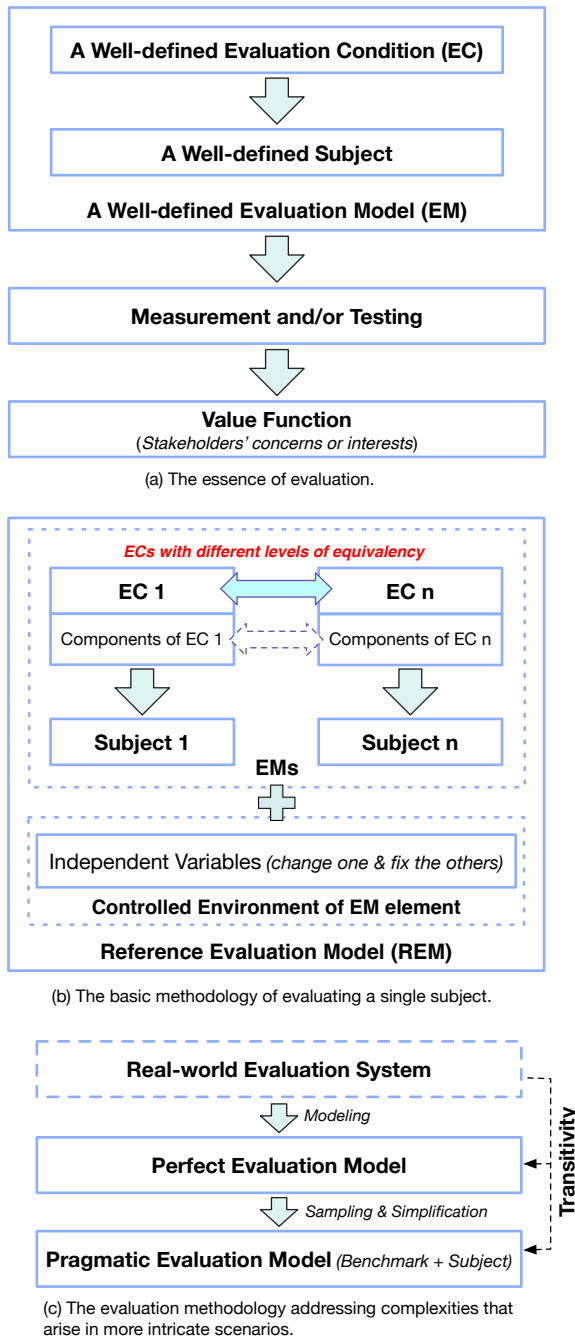 A Well-defined Evaluation Condition (EC)
A Well-defined Subject
A Well-defined Evaluation Model (EM)
Measurement and/or Testing
Value Function
(Stakeholders' concerns or interests)
(a) The essence of evaluation.
ECs with different levels of equivalency
EC 1
EC n
Components of EC 1
Components of EC n
Subject 1
Subject n
EMs
Independent Variables (change one & fix the others)
Controlled Environment of EM element
Reference Evaluation Model (REM)
(b) The basic methodology of evaluating a single subject.
Real-world Evaluation System
Modeling
Perfect Evaluation Model
Sampling & Simplification
Pragmatic Evaluation Model (Benchmark + Subject)
Transitivity
(c) The evaluation methodology addressing complexities that
arise in more intricate scenarios.